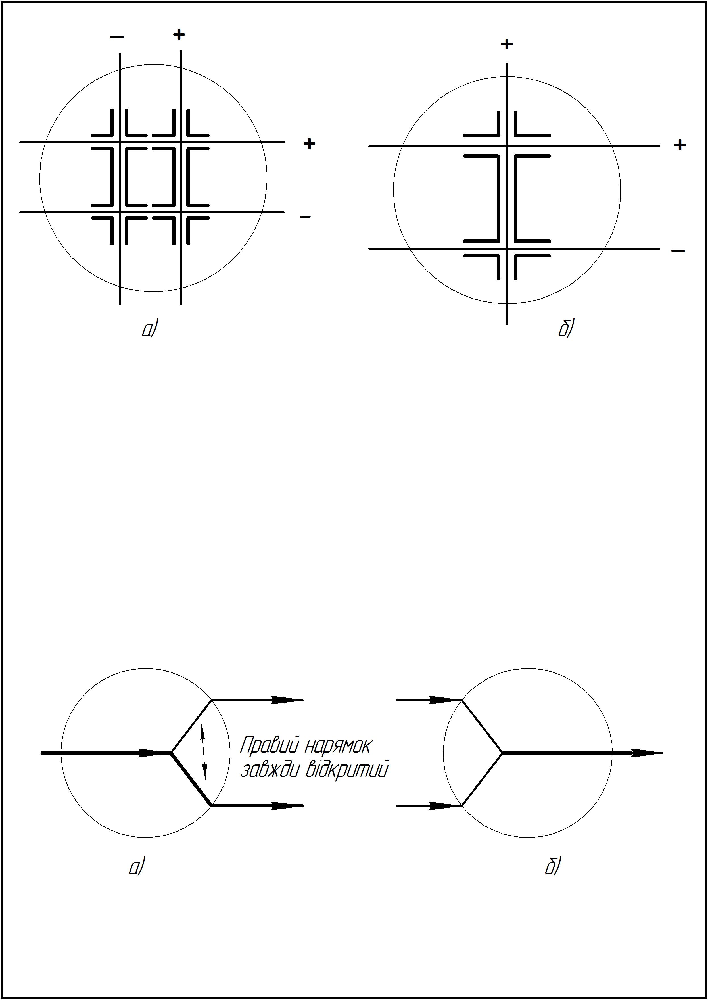 – +
+
+
+
–
–
а)
б)
Правий нарямок
завжди відкритий
а)
б)